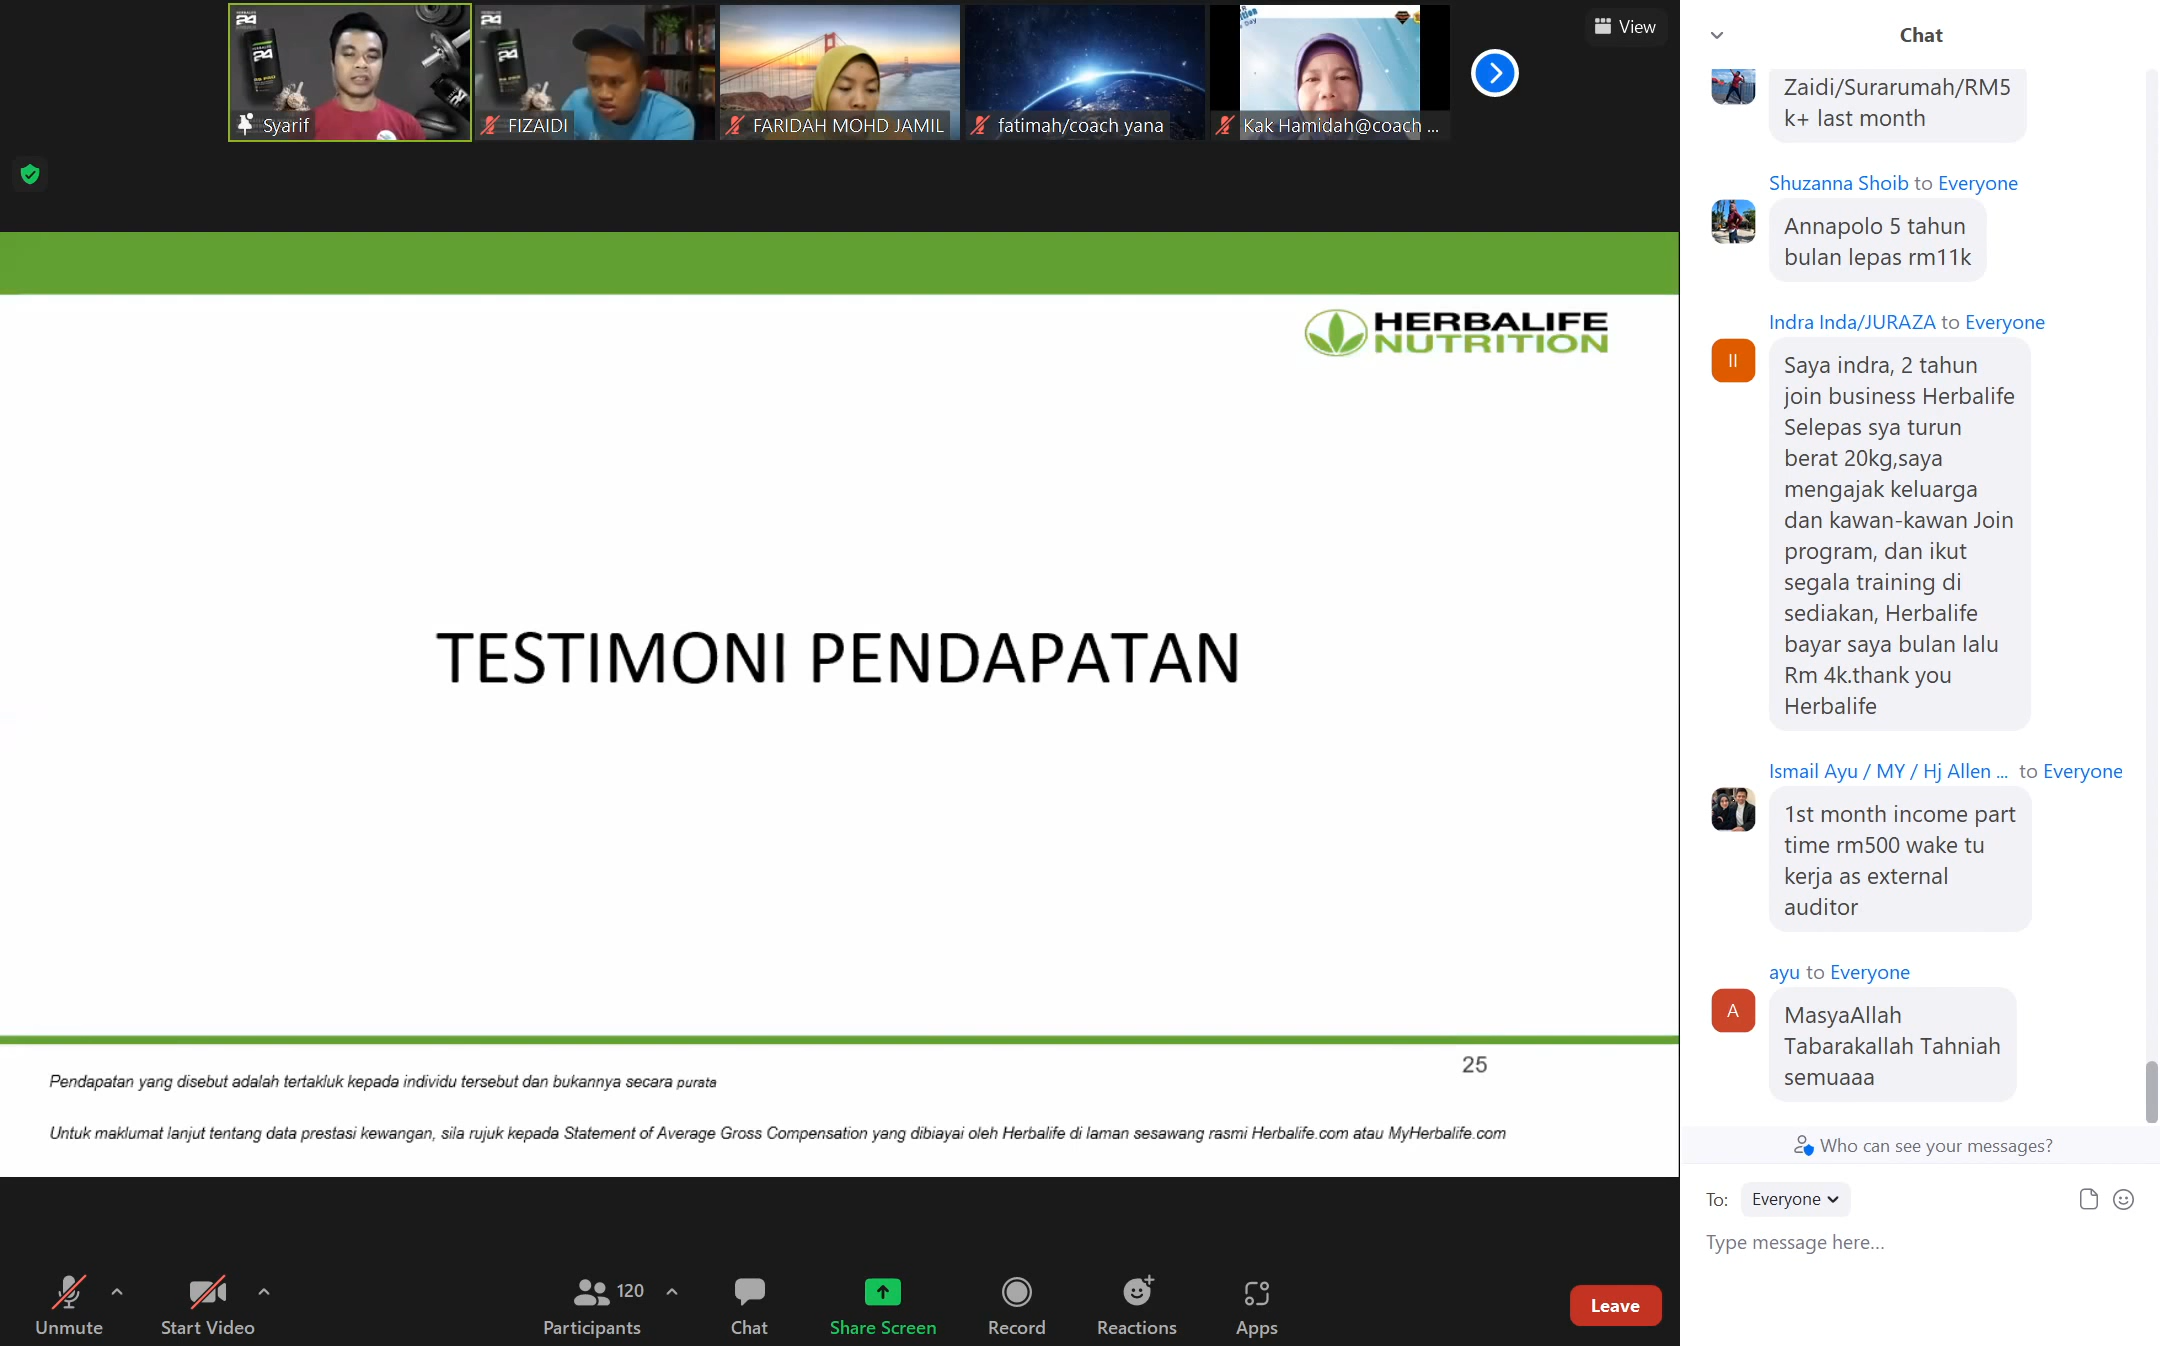 Syarif
FIZAIDI
FARIDAH MOHD JAMIL
fatimah/coach yana
Kak Hamidah@coach ...
View
HERBALIFE
NUTRITION
TESTIMONI PENDAPATAN
25
Pendapatan yang disebut adalah tertakluk kepada individu tersebut dan bukannya secara purata
Untuk maklumat lanjut tentang data prestasi kewangan, sila rujuk kepada Statement of Average Gross Compensation yang dibiayai oleh Herbalife di laman sesawang rasmi Herbalife.com atau MyHerbalife.com
Unmute
Start Video
120
Participants
Chat
Share Screen
Record
Reactions
Apps
Leave
Chat
Zaidi/Surarumah/RM5
k+ last month
Shuzanna Shoib to Everyone
Annapolo 5 tahun
bulan lepas rm11k
Indra Inda/JURAZA to Everyone
II
Saya indra, 2 tahun
join business Herbalife
Selepas sya turun
berat 20kg,saya
mengajak keluarga
dan kawan-kawan Join
program, dan ikut
segala training di
sediakan, Herbalife
bayar saya bulan lalu
Rm 4k.thank you
Herbalife
Ismail Ayu / MY / Hj Allen ... to Everyone
1st month income part
time rm500 wake tu
kerja as external
auditor
ayu to Everyone
A
MasyaAllah
Tabarakallah Tahniah
semuaaa
Who can see your messages?
To: Everyone
Type message here...